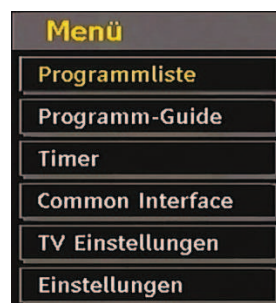 Menü
Programmliste
Programm-Guide
Timer
Common Interface
TV Einstellungen
Einstellungen